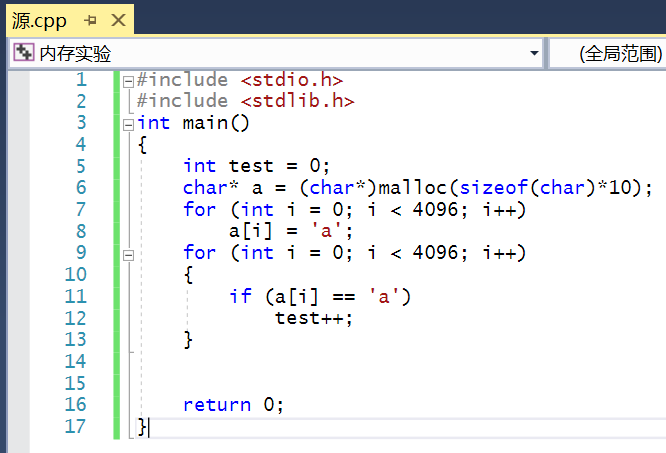 源.cpp
内存实验 (全局范围)
1 #include <stdio.h>
2 #include <stdlib.h>
3 int main()
4 {
5     int test = 0;
6     char* a = (char*)malloc(sizeof(char)*10);
7     for (int i = 0; i < 4096; i++)
8         a[i] = 'a';
9     for (int i = 0; i < 4096; i++)
10     {
11         if (a[i] == 'a')
12             test++;
13     }
14
15
16     return 0;
17 }